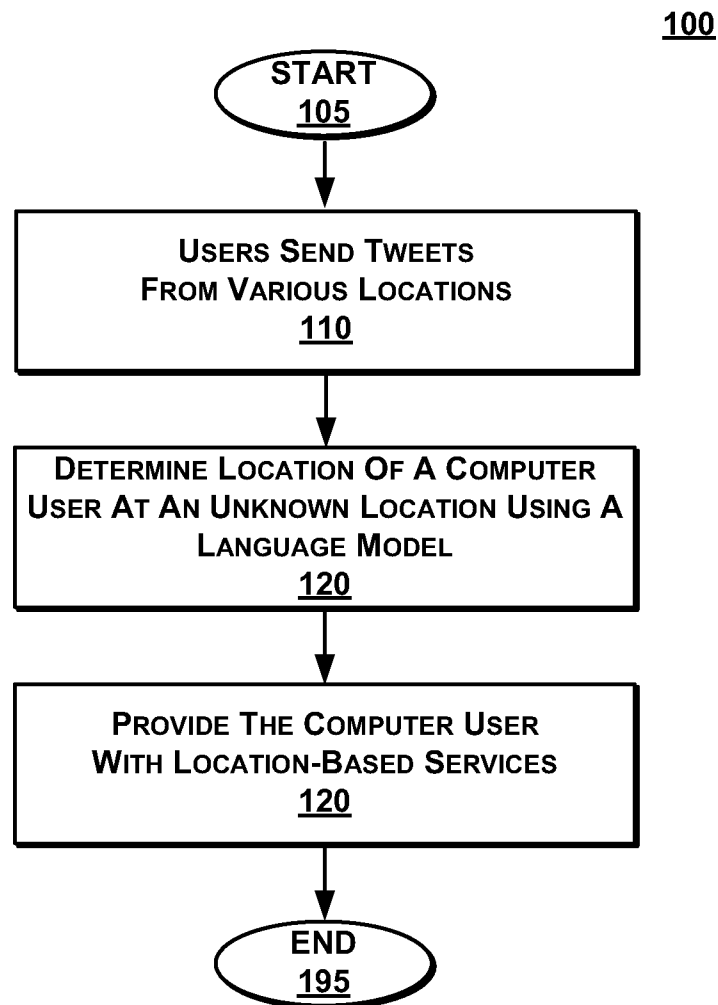 100
START
105
USERS SEND TWEETS
FROM VARIOUS LOCATIONS
110
DETERMINE LOCATION OF A COMPUTER
USER AT AN UNKNOWN LOCATION USING A
LANGUAGE MODEL
120
PROVIDE THE COMPUTER USER
WITH LOCATION-BASED SERVICES
120
END
195